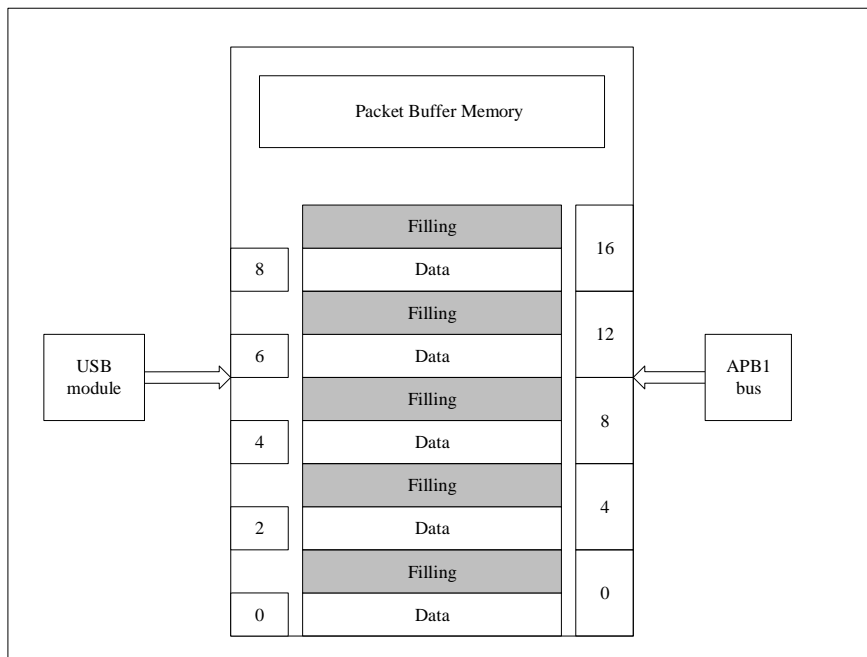 Packet Buffer Memory
Filling
16
8
Data
Filling
12
USB
module
6
Data
APB1
bus
Filling
8
4
Data
Filling
4
2
Data
Filling
0
0
Data